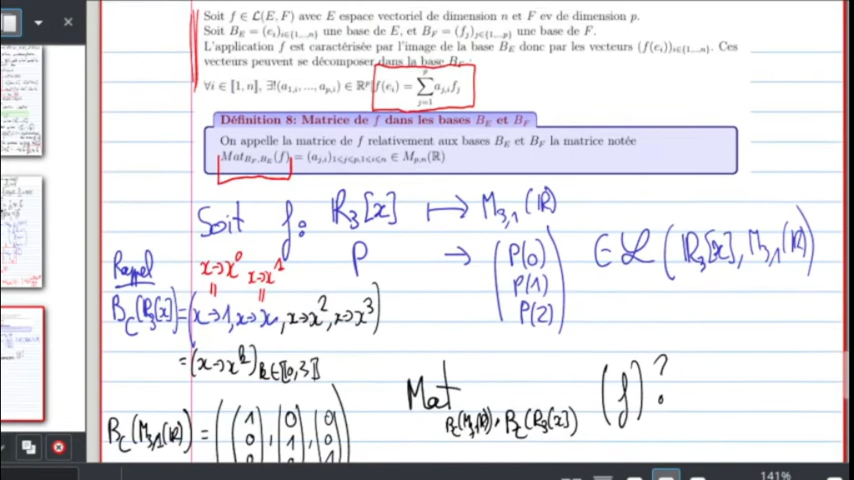 Soit f ∈ L(E, F) avec E espace vectoriel de dimension n et F ev de dimension p.
Soit B_E = (e_i)_{i∈{1,...,n}} une base de E, et B_F = (f_j)_{j∈{1,...p}} une base de F.
L'application f est caractérisée par l'image de la base B_E donc par les vecteurs (f(e_i))_{i∈{1,...n}}. Ces
vecteurs peuvent se décomposer dans la base B_F :
∀i ∈ [1, n], ∃!(a_{1,i}, ..., a_{p,i}) ∈ ℝ^p f(e_i) = ∑_{j=1}^{p} a_{j,i} f_j
Définition 8: Matrice de f dans les bases B_E et B_F
On appelle la matrice de f relativement aux bases B_E et B_F la matrice notée
Mat_{B_F,B_E}(f) = (a_{j,i})_{1≤j≤p,1≤i≤n} ∈ M_{p,n}(ℝ)
Soit f: ℝ_3[x] ↦ M_{3,1}(ℝ)
P → (P(0) P(1) P(2)) ∈ L(ℝ_3[x], M_{3,1}(ℝ))
Rappel
x→x^0 x→x^1
B_C(ℝ_3[x]) = (x→1, x→x, x→x^2, x→x^3)
= (x→x^k)_{k∈[[0,3]]}
Mat_{B_C(M_{3,1}(ℝ)), B_C(ℝ_3[x])} (f) ?
B_C(M_{3,1}(ℝ)) = ((1 0 0), (0 1 0), (0 0 1))
141%